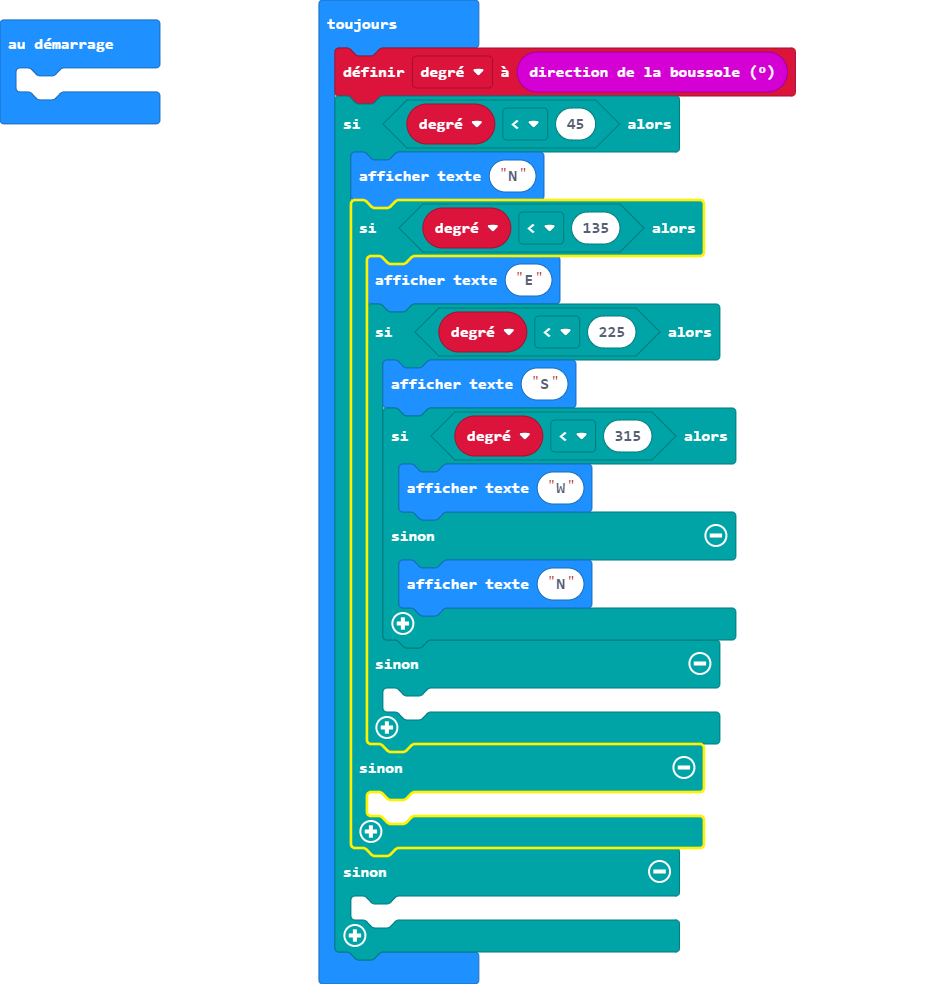 au démarrage
toujours
définir degré à direction de la boussole (º)
si degré < 45 alors
afficher texte "N"
si degré < 135 alors
afficher texte "E"
si degré < 225 alors
afficher texte "S"
si degré < 315 alors
afficher texte "W"
sinon
afficher texte "N"
sinon
sinon
sinon